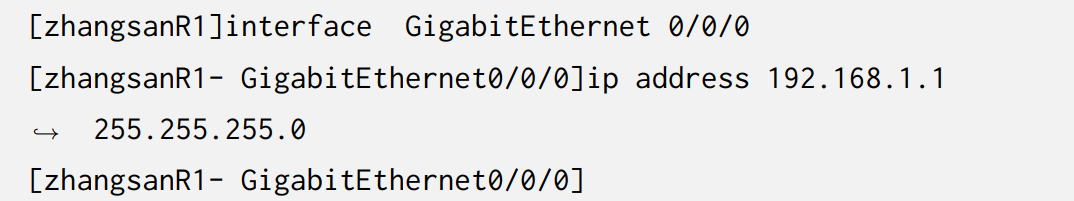 [zhangsanR1]interface  GigabitEthernet 0/0/0
[zhangsanR1- GigabitEthernet0/0/0]ip address 192.168.1.1
↪  255.255.255.0
[zhangsanR1- GigabitEthernet0/0/0]